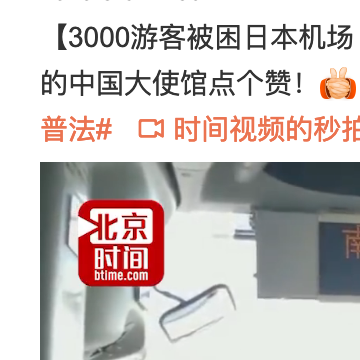 【3000游客被困日本机场
的中国大使馆点个赞！
普法# 时间视频的秒拍
北京
时间
btime.com